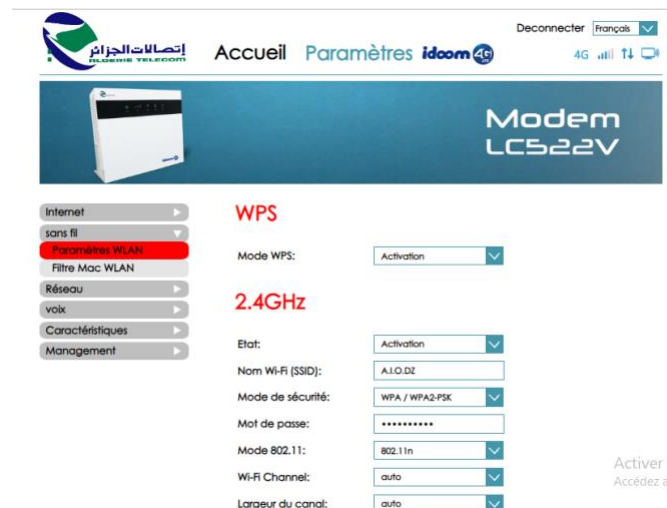 Deconnecter Français
إتصالات الجزائر
ALGERIE TELECOM
Accueil Paramètres idoom 4G LTE
4G
Modem
LC522V
Internet
sans fil
Paramètres WLAN
Filtre Mac WLAN
Réseau
voix
Caractéristiques
Management
WPS
Mode WPS: Activation
2.4GHz
Etat: Activation
Nom Wi-Fi (SSID): A.I.O.DZ
Mode de sécurité: WPA / WPA2-PSK
Mot de passe: ••••••••••
Mode 802.11: 802.11n
Wi-Fi Channel: auto
Largeur du canal: auto
Activer
Accédez a